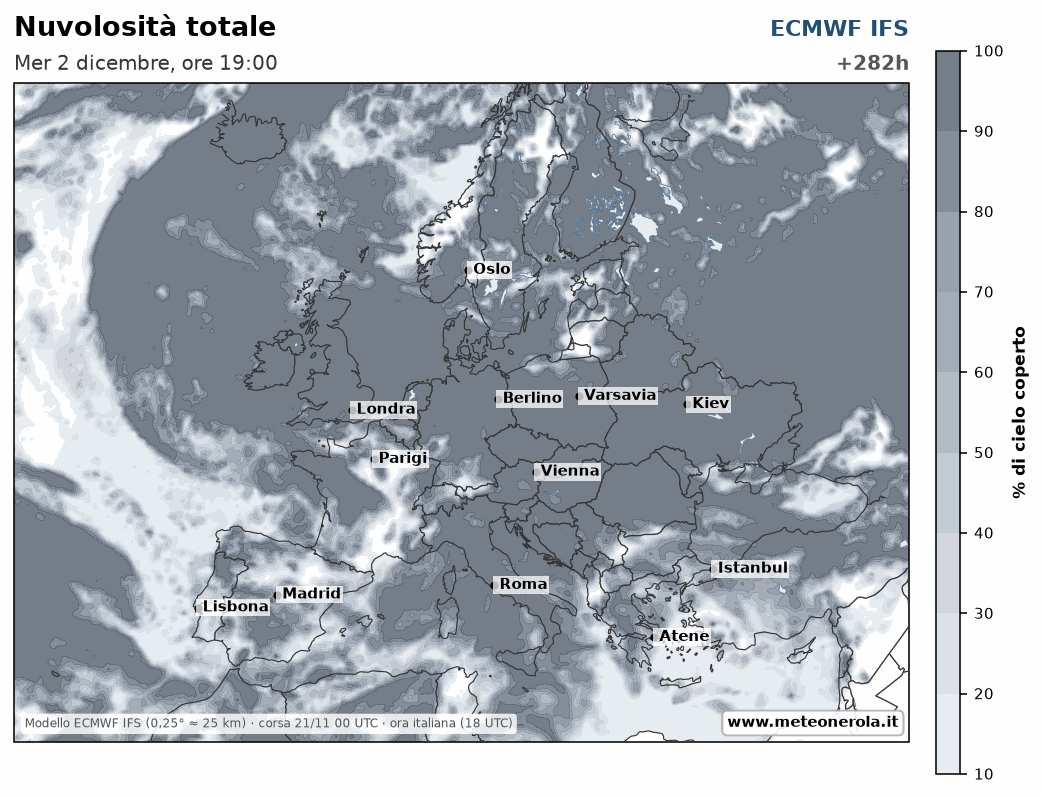 Nuvolosità totale
ECMWF IFS
Mer 2 dicembre, ore 19:00
+282h
100
90
80
70
60
50
40
30
20
10
% di cielo coperto
Oslo
Berlino
Varsavia
Kiev
Londra
Parigi
Vienna
Istanbul
Roma
Madrid
Lisbona
Atene
Modello ECMWF IFS (0,25° ≈ 25 km) · corsa 21/11 00 UTC · ora italiana (18 UTC)
www.meteonerola.it